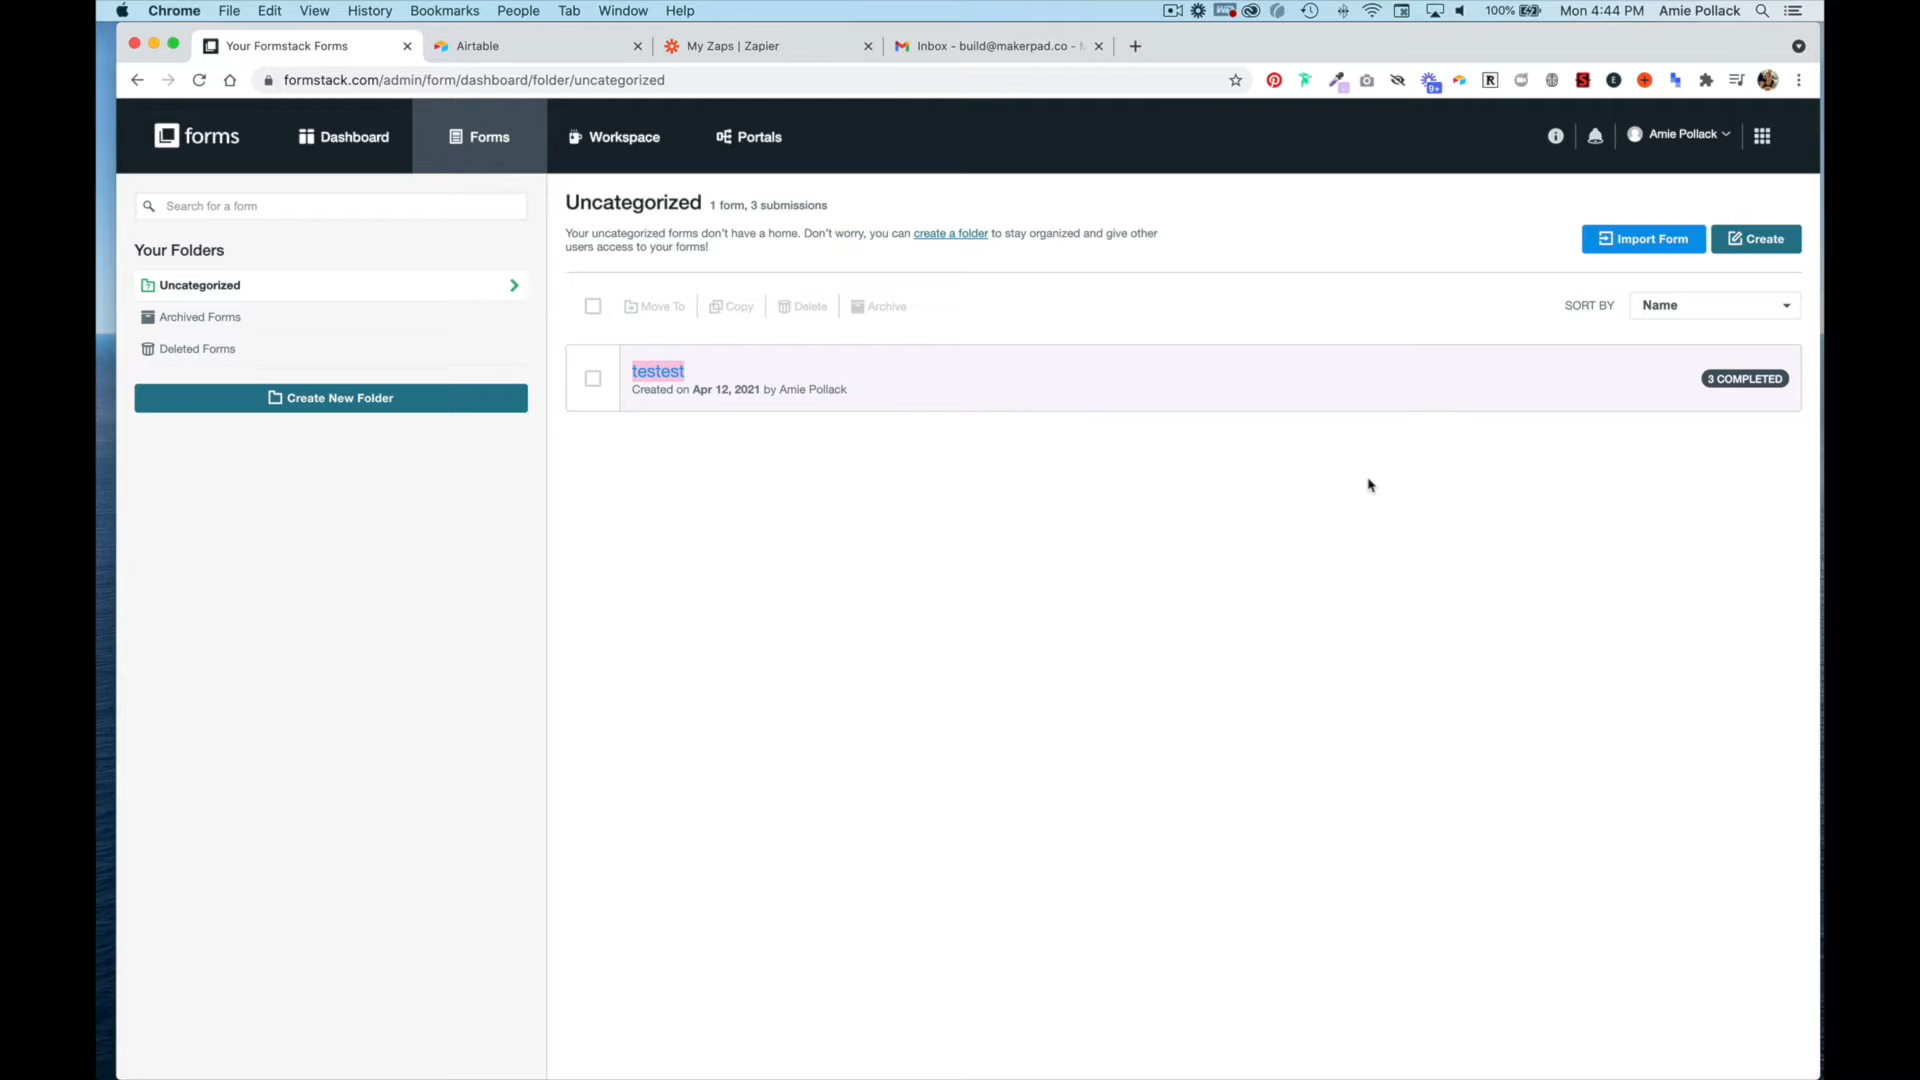 Chrome File Edit View History Bookmarks People Tab Window Help 100% Mon 4:44 PM Amie Pollack
Your Formstack Forms Airtable My Zaps | Zapier Inbox - build@makerpad.co -
formstack.com/admin/form/dashboard/folder/uncategorized
9+
forms Dashboard Forms Workspace Portals Amie Pollack
Search for a form
Your Folders
Uncategorized
Archived Forms
Deleted Forms
Create New Folder
Uncategorized 1 form, 3 submissions
Your uncategorized forms don't have a home. Don't worry, you can create a folder to stay organized and give other
users access to your forms!
Import Form Create
Move To Copy Delete Archive SORT BY Name
testest
Created on Apr 12, 2021 by Amie Pollack
3 COMPLETED